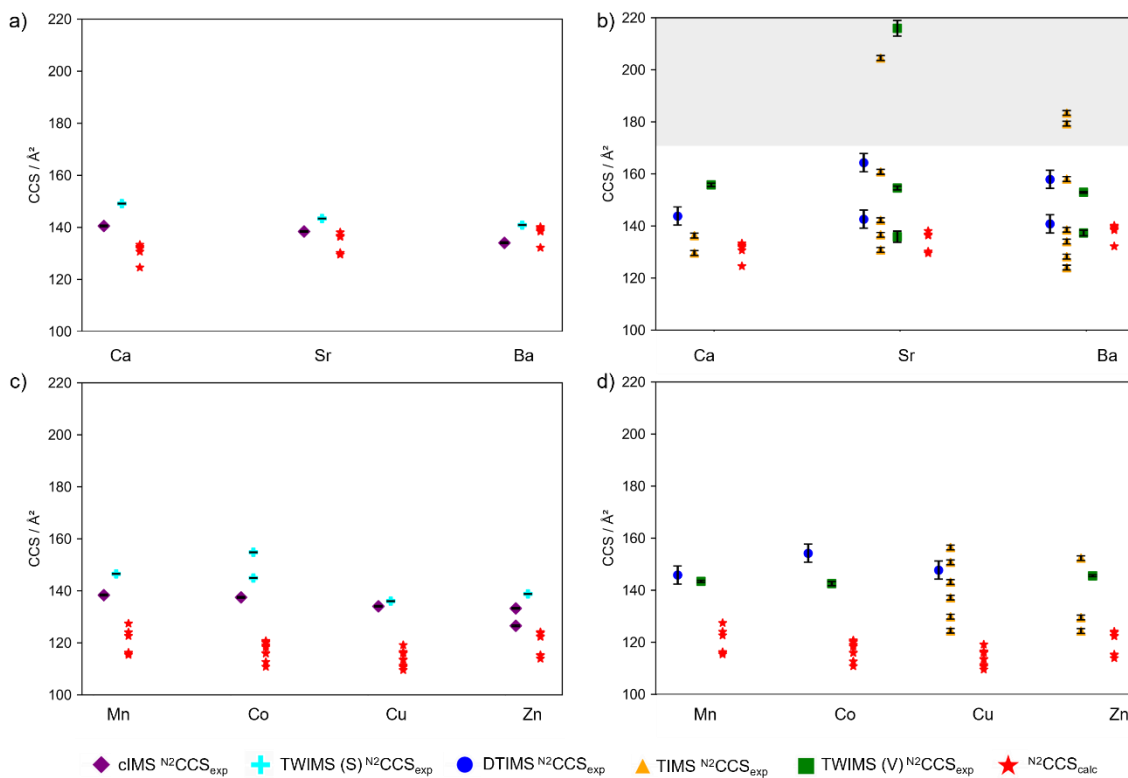 a)
220
200
180
160
140
120
100
CCS / Å²
Ca Sr Ba
b)
220
200
180
160
140
120
100
CCS / Å²
Ca Sr Ba
c)
220
200
180
160
140
120
100
CCS / Å²
Mn Co Cu Zn
d)
220
200
180
160
140
120
100
CCS / Å²
Mn Co Cu Zn
cIMS N2CCSexp TWIMS (S) N2CCSexp DTIMS N2CCSexp TIMS N2CCSexp TWIMS (V) N2CCSexp N2CCScalc